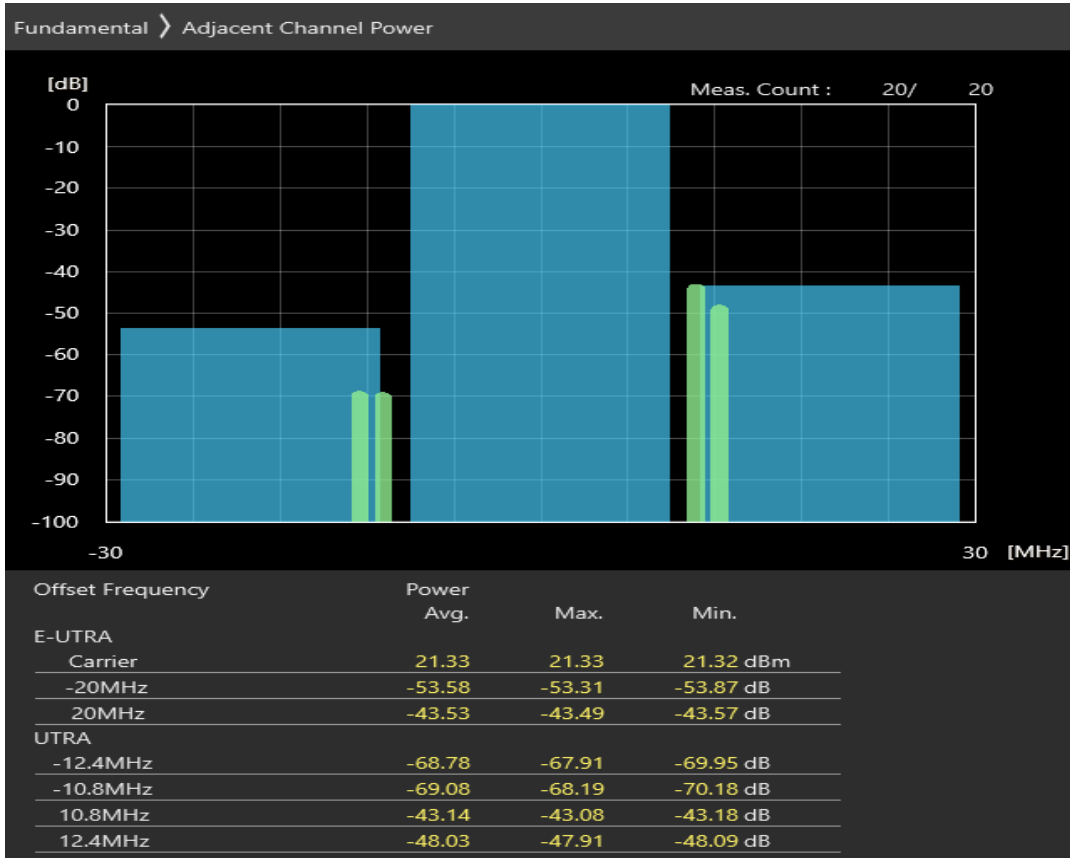 Fundamental 〉 Adjacent Channel Power
[dB]
Meas. Count : 20/ 20
0
-10
-20
-30
-40
-50
-60
-70
-80
-90
-100
-30 30 [MHz]
Offset Frequency Power
Avg. Max. Min.
E-UTRA
Carrier 21.33 21.33 21.32 dBm
-20MHz -53.58 -53.31 -53.87 dB
20MHz -43.53 -43.49 -43.57 dB
UTRA
-12.4MHz -68.78 -67.91 -69.95 dB
-10.8MHz -69.08 -68.19 -70.18 dB
10.8MHz -43.14 -43.08 -43.18 dB
12.4MHz -48.03 -47.91 -48.09 dB